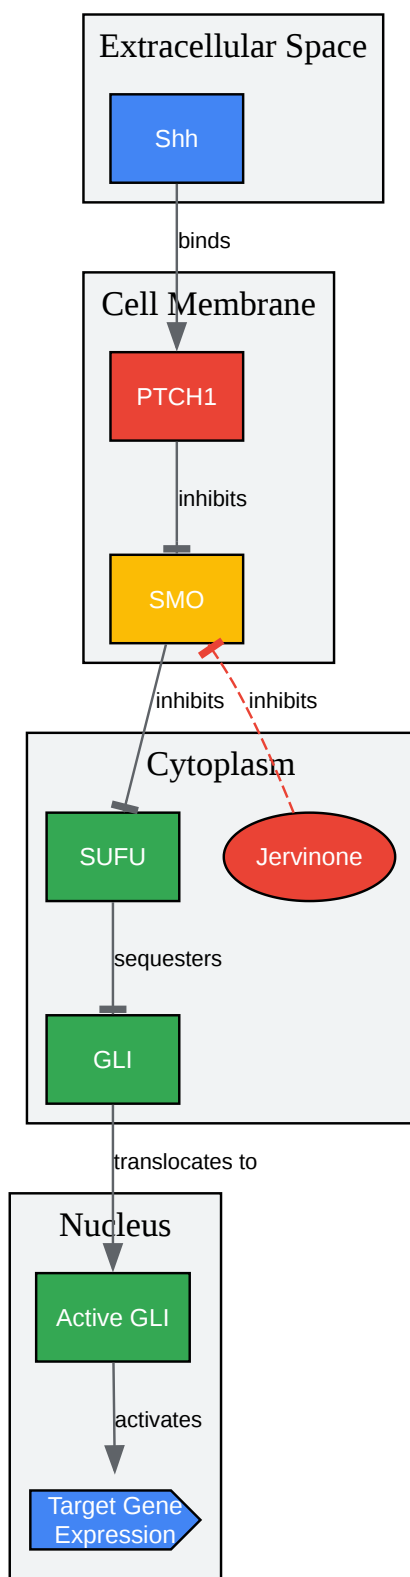 Extracellular Space
Shh
binds
Cell Membrane
PTCH1
inhibits
SMO
inhibits
inhibits
Cytoplasm
SUFU
Jervinone
sequesters
GLI
translocates to
Nucleus
Active GLI
activates
Target Gene
Expression